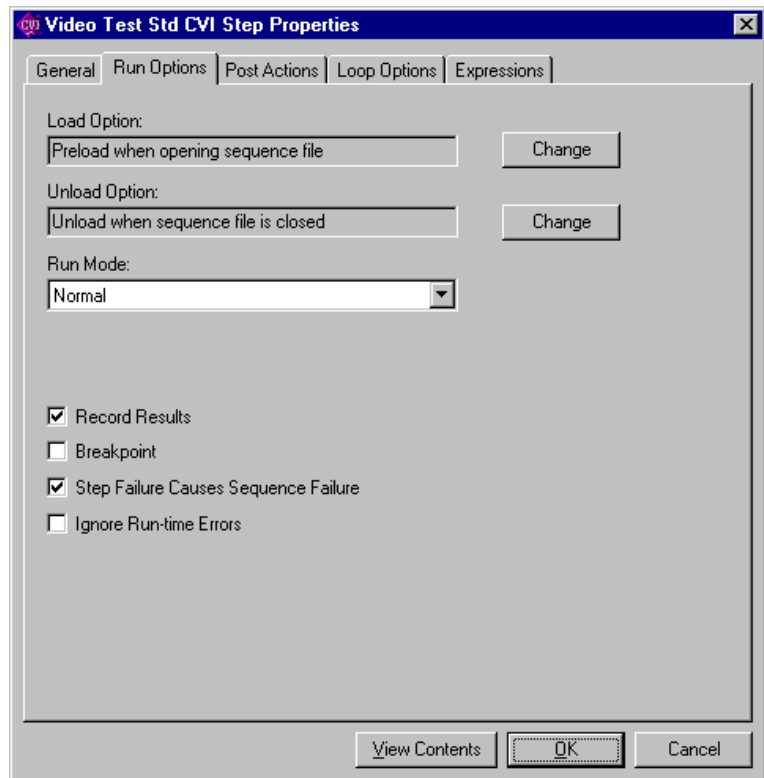 CVI Video Test Std CVI Step Properties
General Run Options Post Actions Loop Options Expressions
Load Option:
Preload when opening sequence file Change
Unload Option:
Unload when sequence file is closed Change
Run Mode:
Normal
Record Results
Breakpoint
Step Failure Causes Sequence Failure
Ignore Run-time Errors
View Contents OK Cancel